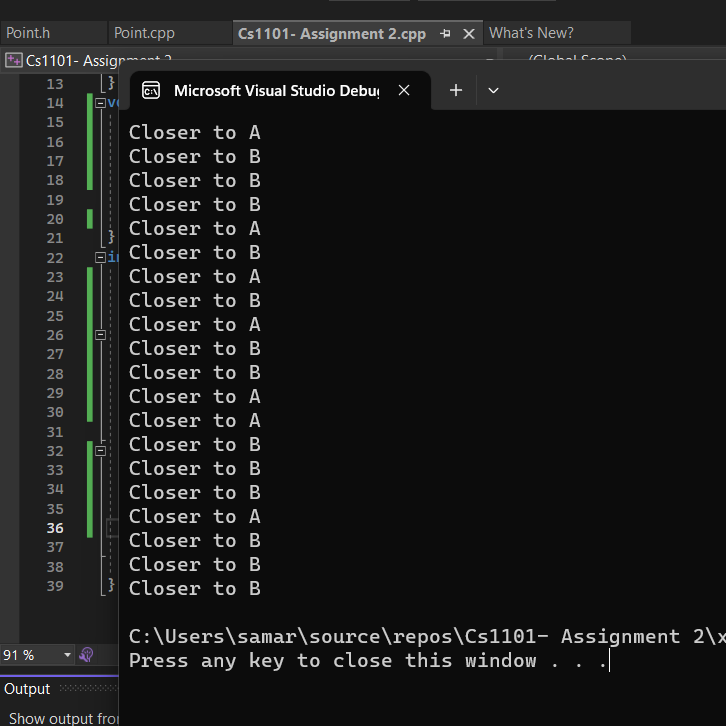 Point.h Point.cpp Cs1101- Assignment 2.cpp What's New?
Cs1101- Assignment 2 (Global Scope)
Microsoft Visual Studio Debug
13 }
14
15
16
17
18
19
20
21 }
22
23
24
25
26
27
28
29
30
31
32
33
34
35
36
37
38
39 }
Closer to A
Closer to B
Closer to B
Closer to B
Closer to A
Closer to B
Closer to A
Closer to B
Closer to A
Closer to B
Closer to B
Closer to A
Closer to A
Closer to B
Closer to B
Closer to B
Closer to A
Closer to B
Closer to B
Closer to B
C:\Users\samar\source\repos\Cs1101- Assignment 2\x
Press any key to close this window . . .
91 %
Output
Show output from